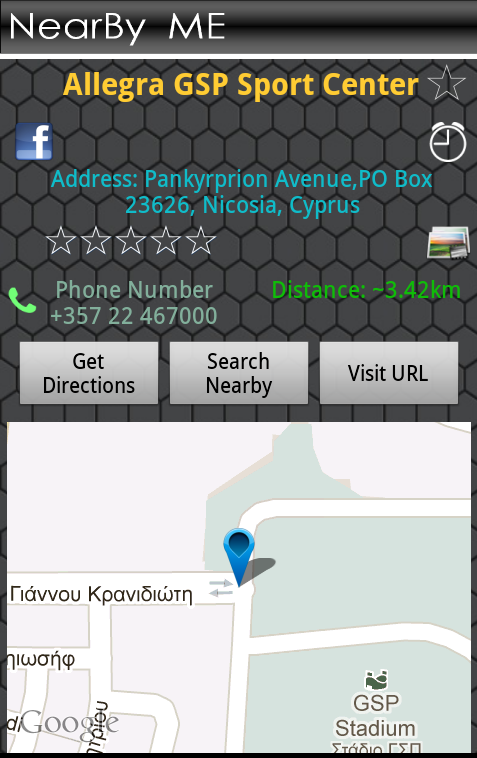 NearBy ME
Allegra GSP Sport Center
f
Address: Pankyrprion Avenue,PO Box
23626, Nicosia, Cyprus
Phone Number
+357 22 467000
Distance: ~3.42km
Get
Directions
Search
Nearby
Visit URL
Γιάννου Κρανιδιώτη
ηιωσήφ
GSP
Stadium
Στάδιο ΓΣΠ
Google
ητρίου